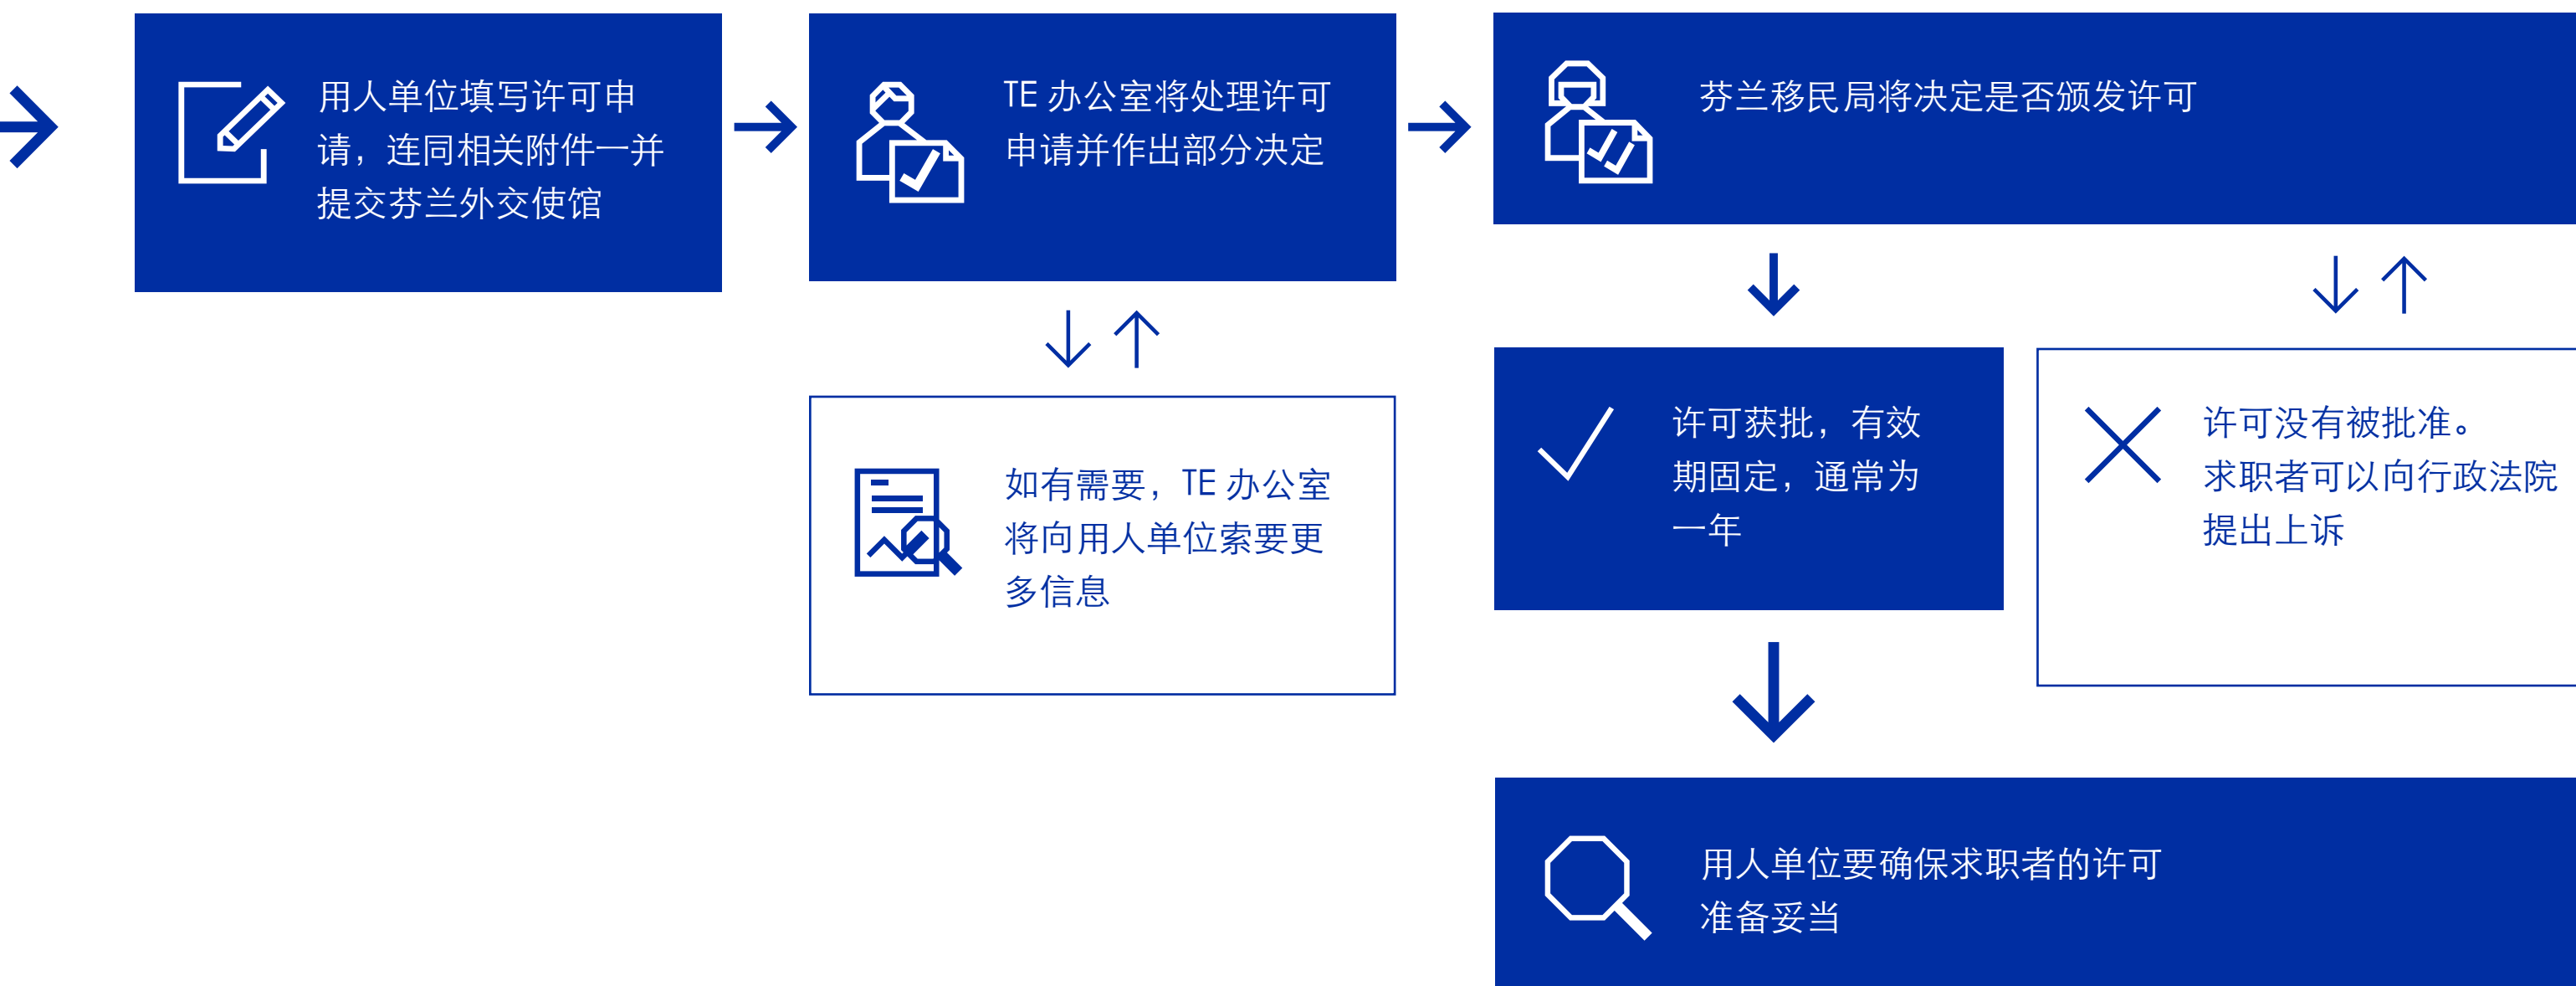 用人单位填写许可申
请，连同相关附件一并
提交芬兰外交使馆
TE 办公室将处理许可
申请并作出部分决定
芬兰移民局将决定是否颁发许可
如有需要，TE 办公室
将向用人单位索要更
多信息
许可获批，有效
期固定，通常为
一年
许可没有被批准。
求职者可以向行政法院
提出上诉
用人单位要确保求职者的许可
准备妥当